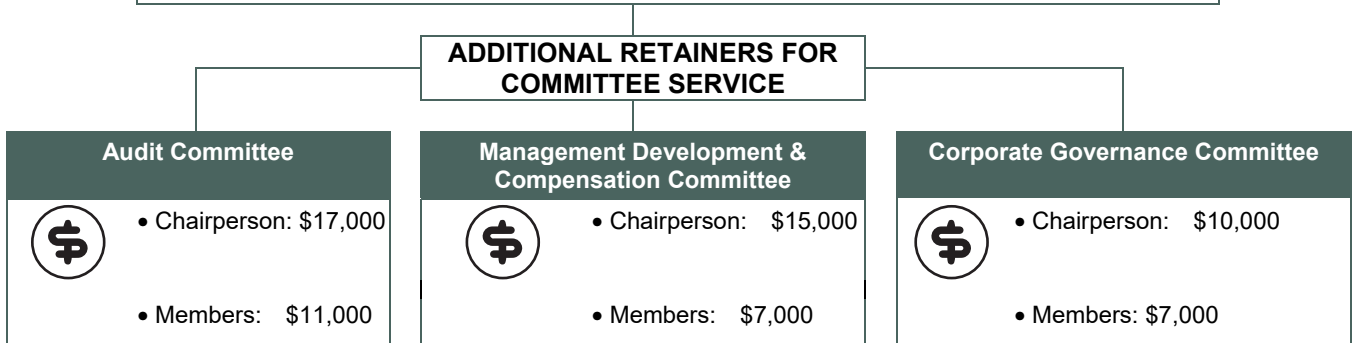 ADDITIONAL RETAINERS FOR
COMMITTEE SERVICE
Audit Committee
• Chairperson: $17,000
• Members: $11,000
Management Development &
Compensation Committee
• Chairperson: $15,000
• Members: $7,000
Corporate Governance Committee
• Chairperson: $10,000
• Members: $7,000